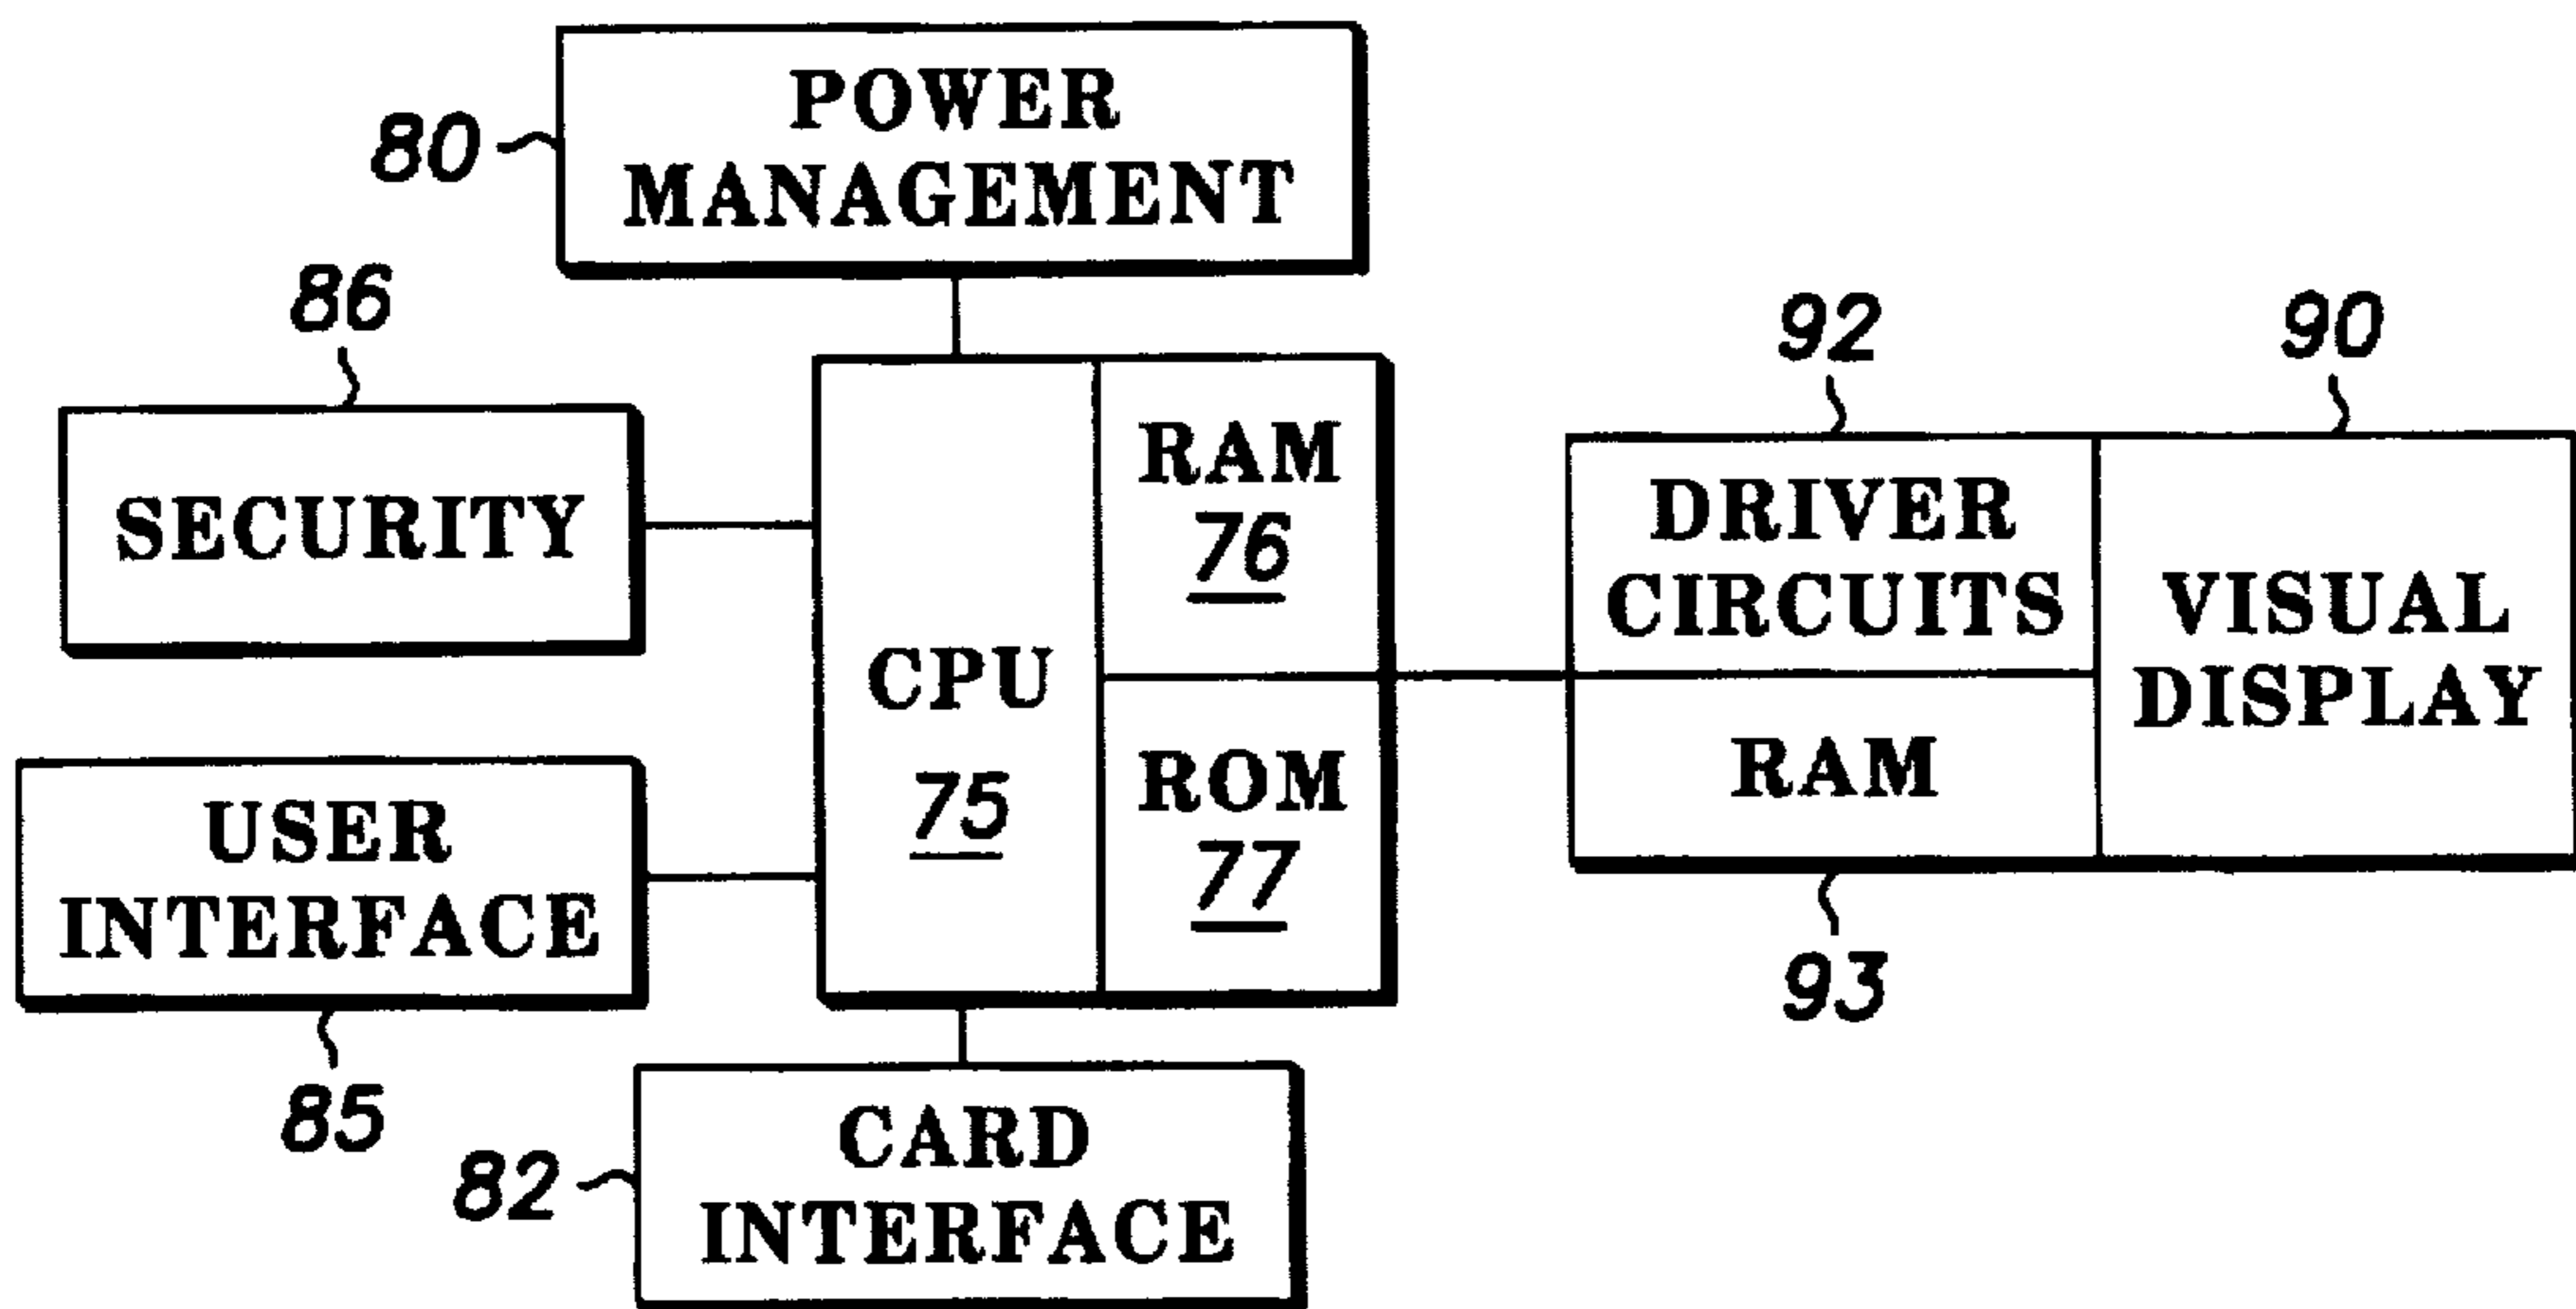 80
POWER
MANAGEMENT
86
SECURITY
CPU
75
RAM
76
ROM
77
92
90
DRIVER
CIRCUITS
RAM
93
VISUAL
DISPLAY
USER
INTERFACE
85
82
CARD
INTERFACE